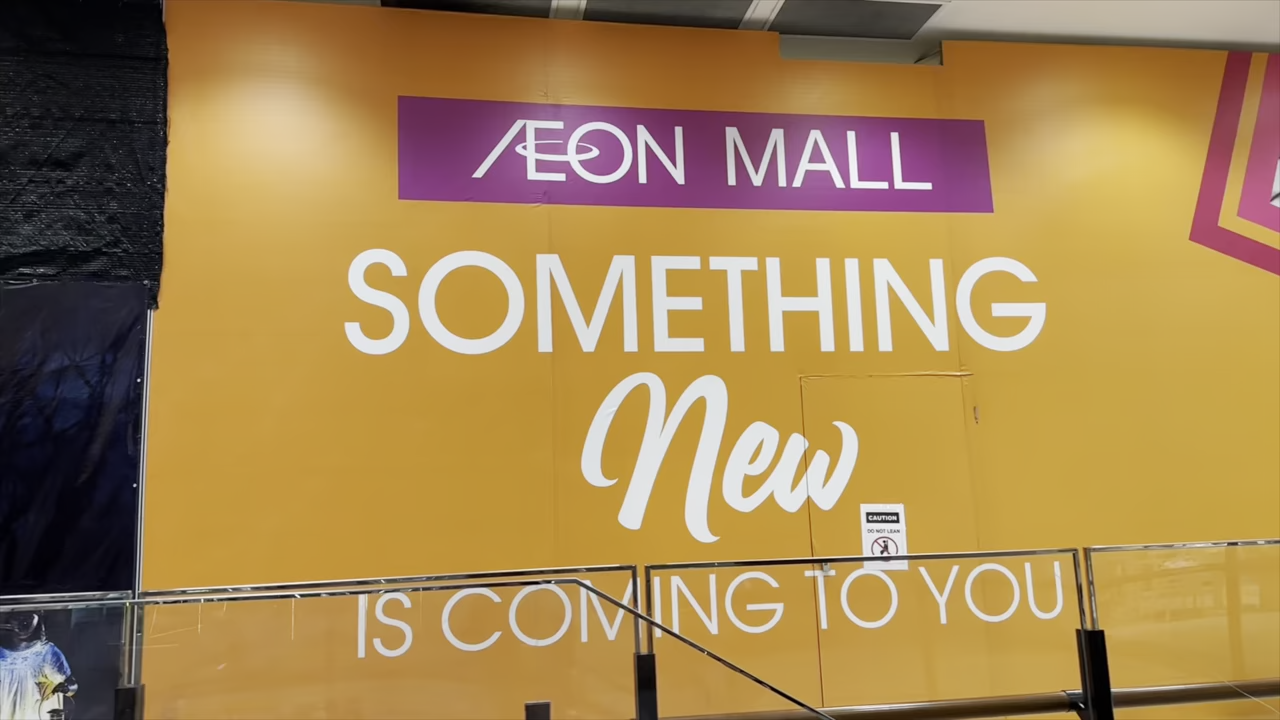 ÆON MALL
SOMETHING
New
CAUTION
DO NOT LEAN
IS COMING TO YOU